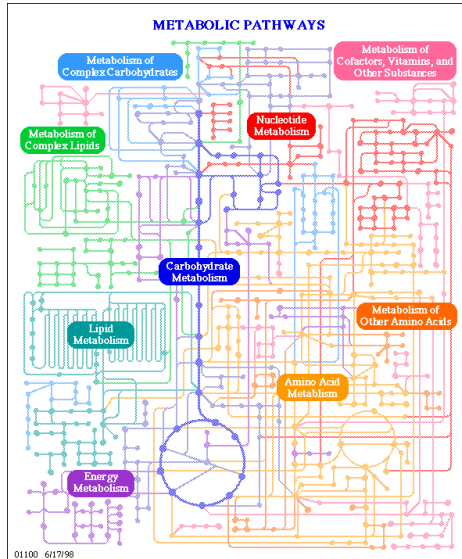 METABOLIC PATHWAYS
Metabolism of
Complex Carbohydrates
Metabolism of
Cofactors, Vitamins, and
Other Substances
Nucleotide
Metabolism
Metabolism of
Complex Lipids
Carbohydrate
Metabolism
Metabolism of
Other Amino Acids
Lipid
Metabolism
Amino Acid
Metablism
Energy
Metabolism
01100 6/17/98